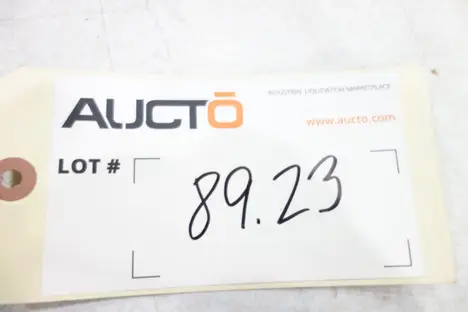 INDUSTRIAL LIQUIDATION MARKETPLACE
AUCTŌ
www.aucto.com
LOT #
89.23